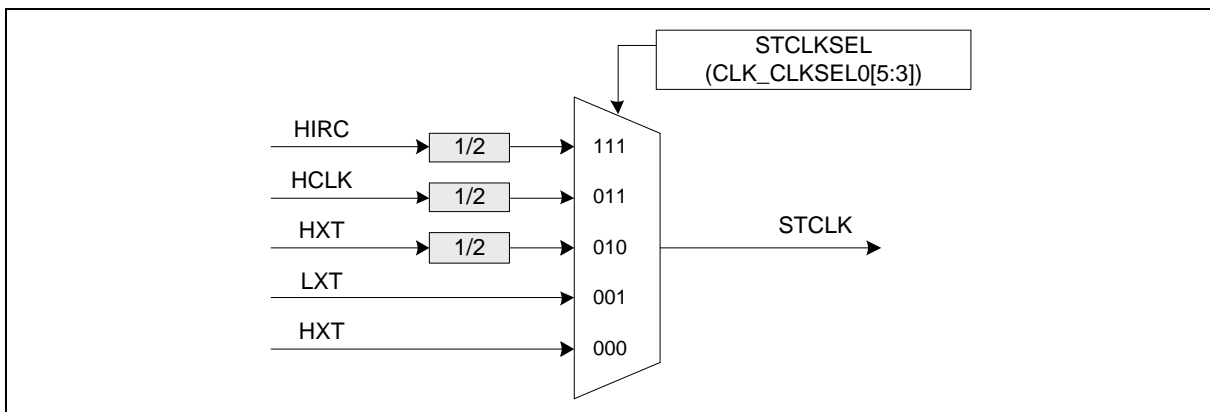 STCLKSEL
(CLK_CLKSEL0[5:3])
HIRC
1/2
111
HCLK
1/2
011
HXT
1/2
010
STCLK
LXT
001
HXT
000